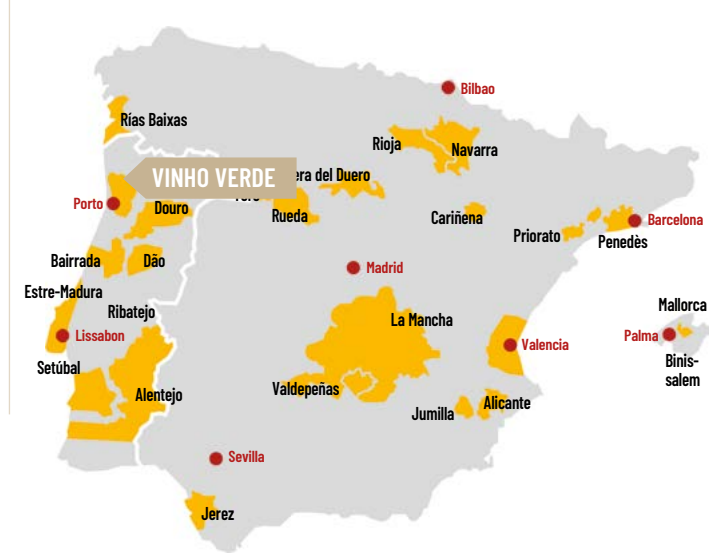 Bilbao
Rías Baixas
Rioja
Navarra
VINHO VERDE
era del Duero
Porto
Douro
Rueda
Cariñena
Barcelona
Priorato
Penedès
Bairrada
Dão
Madrid
Estre-Madura
Ribatejo
La Mancha
Mallorca
Lissabon
Valencia
Palma
Binis-
salem
Setúbal
Valdepeñas
Alentejo
Jumilla
Alicante
Sevilla
Jerez